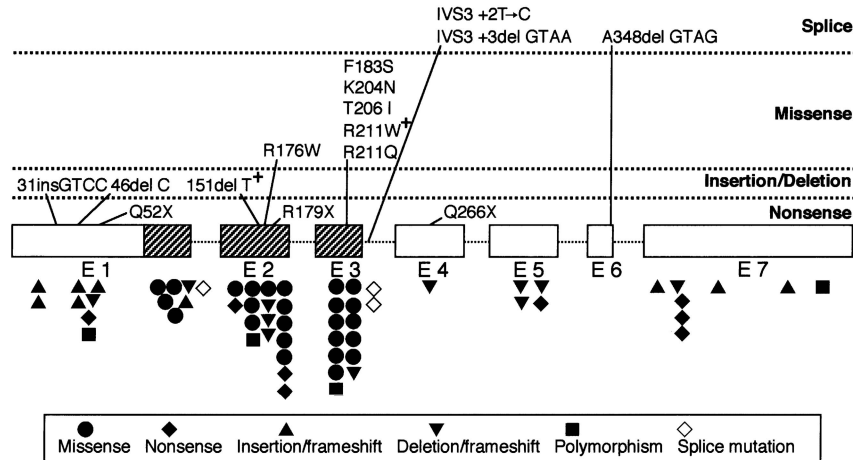 IVS3 +2T→C
IVS3 +3del GTAA
A348del GTAG
Splice
F183S
K204N
T206 I
R211W+
R211Q
Missense
R176W
31insGTCC 46del C 151del T+
Insertion/Deletion
Q52X
R179X
Q266X
Nonsense
E 1 E 2 E 3 E 4 E 5 E 6 E 7
Missense Nonsense Insertion/frameshift Deletion/frameshift Polymorphism Splice mutation